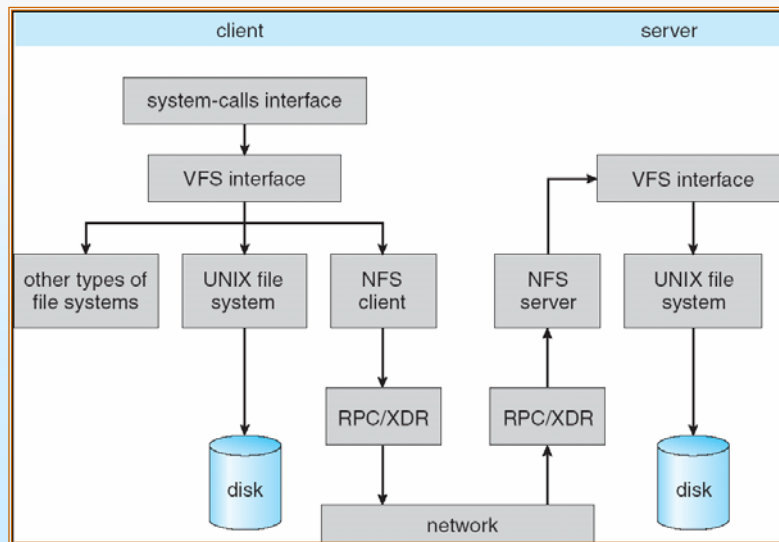 client
server
system-calls interface
VFS interface
VFS interface
other types of
file systems
UNIX file
system
NFS
client
NFS
server
UNIX file
system
RPC/XDR
RPC/XDR
disk
disk
network